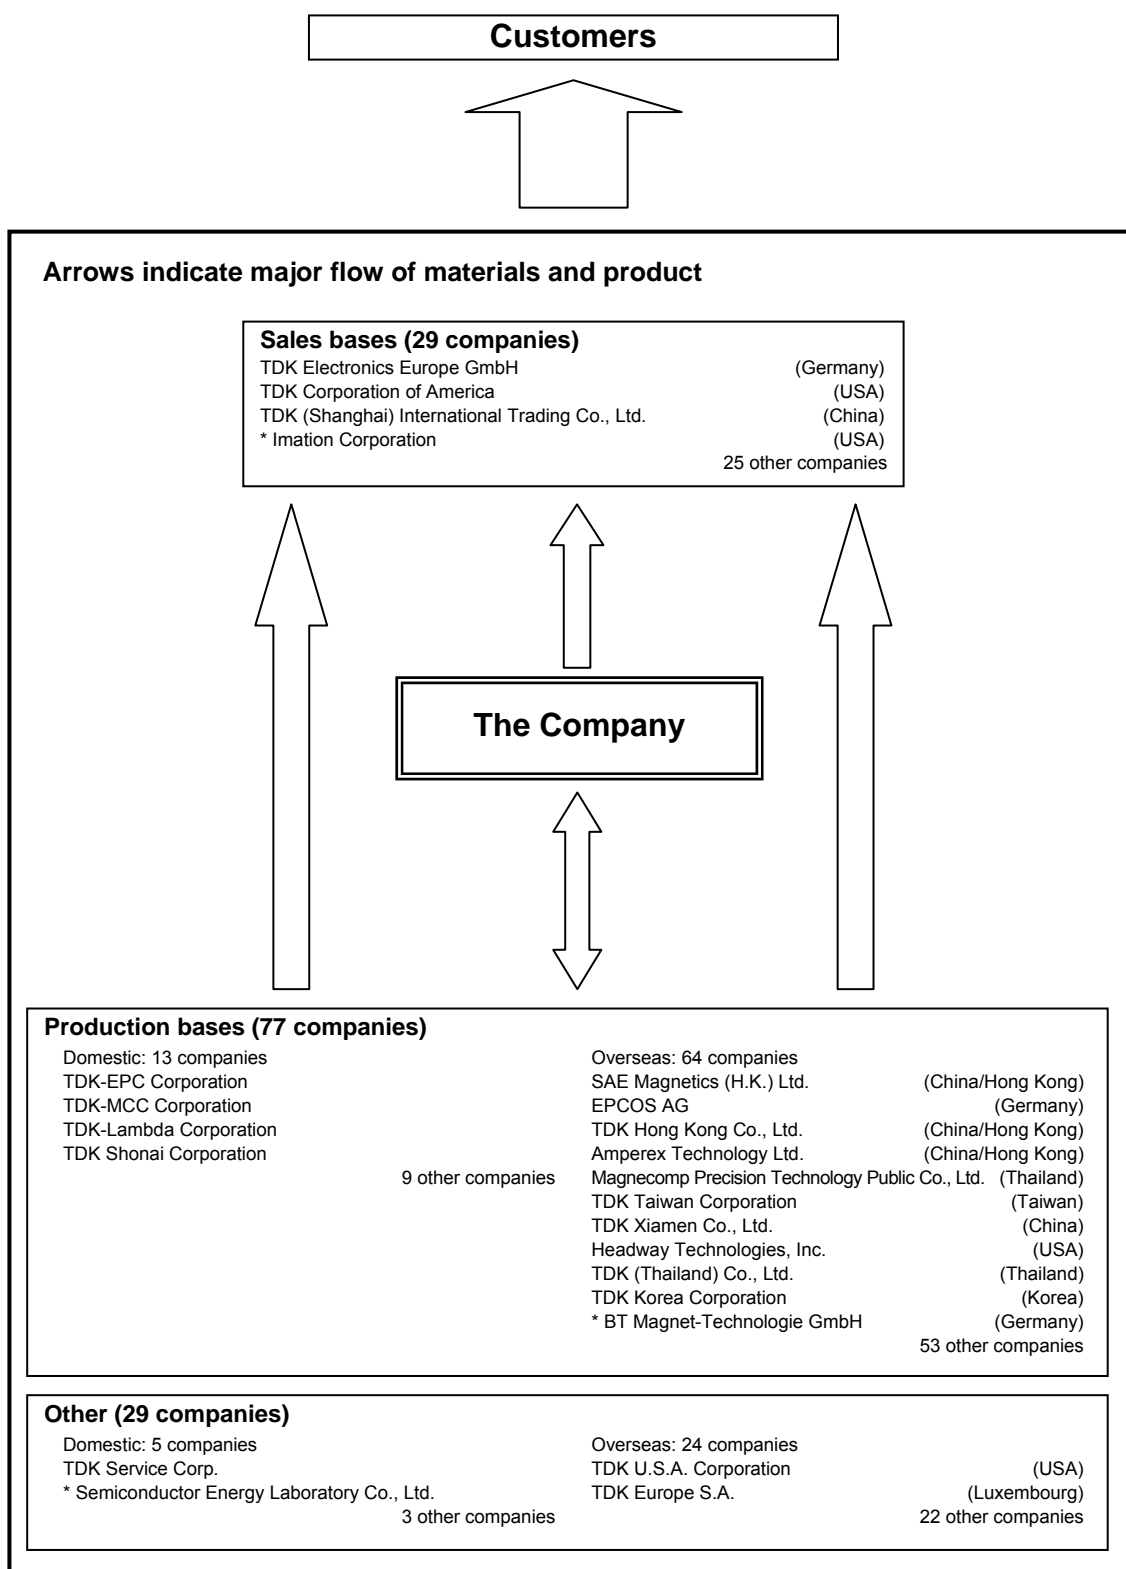 Customers
Arrows indicate major flow of materials and product
Sales bases (29 companies)
TDK Electronics Europe GmbH (Germany)
TDK Corporation of America (USA)
TDK (Shanghai) International Trading Co., Ltd. (China)
* Imation Corporation (USA)
25 other companies
The Company
Production bases (77 companies)
Domestic: 13 companies
TDK-EPC Corporation
TDK-MCC Corporation
TDK-Lambda Corporation
TDK Shonai Corporation
9 other companies
Overseas: 64 companies
SAE Magnetics (H.K.) Ltd. (China/Hong Kong)
EPCOS AG (Germany)
TDK Hong Kong Co., Ltd. (China/Hong Kong)
Amperex Technology Ltd. (China/Hong Kong)
Magnecomp Precision Technology Public Co., Ltd. (Thailand)
TDK Taiwan Corporation (Taiwan)
TDK Xiamen Co., Ltd. (China)
Headway Technologies, Inc. (USA)
TDK (Thailand) Co., Ltd. (Thailand)
TDK Korea Corporation (Korea)
* BT Magnet-Technologie GmbH (Germany)
53 other companies
Other (29 companies)
Domestic: 5 companies
TDK Service Corp.
* Semiconductor Energy Laboratory Co., Ltd.
3 other companies
Overseas: 24 companies
TDK U.S.A. Corporation (USA)
TDK Europe S.A. (Luxembourg)
22 other companies